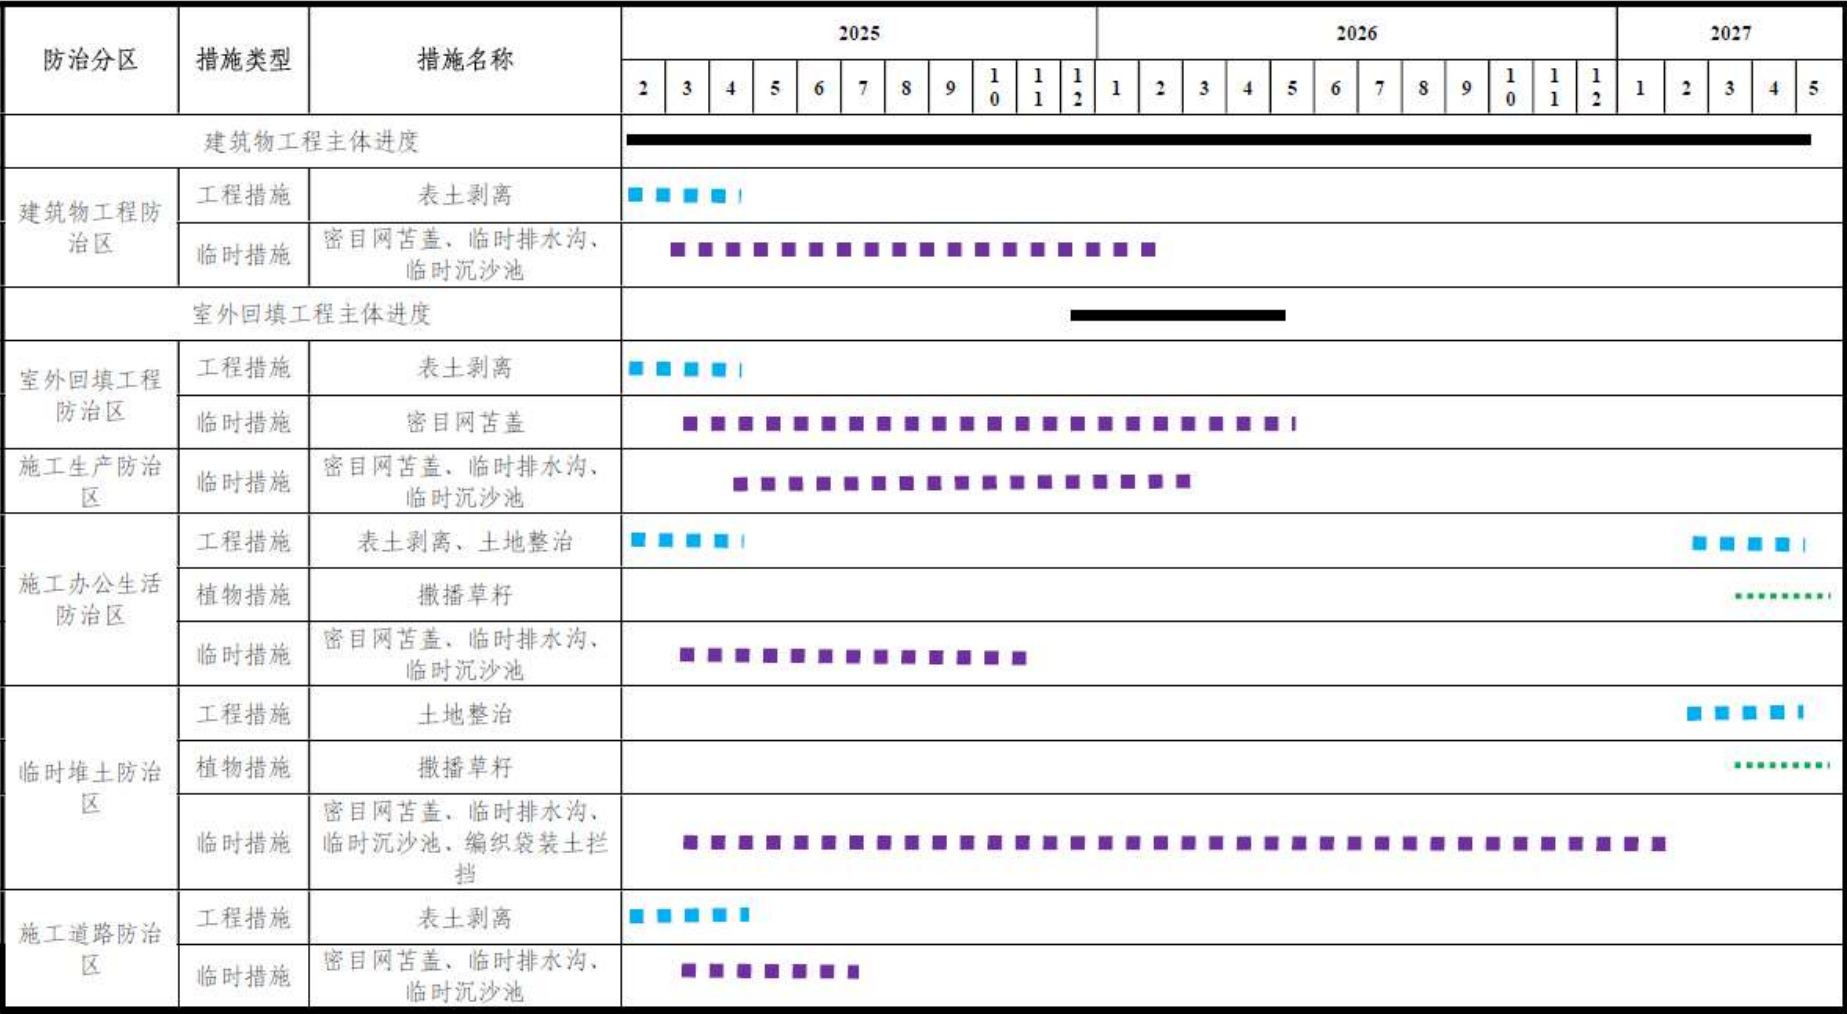 防治分区 措施类型 措施名称 2025 2026 2027
2 3 4 5 6 7 8 9 10 11 12 1 2 3 4 5 6 7 8 9 10 11 12 1 2 3 4 5
建筑物工程主体进度
建筑物工程防
治区
工程措施 表土剥离
临时措施
密目网苫盖、临时排水沟、
临时沉沙池
室外回填工程主体进度
室外回填工程
防治区
工程措施 表土剥离
临时措施 密目网苫盖
施工生产防治
区
临时措施
密目网苫盖、临时排水沟、
临时沉沙池
施工办公生活
防治区
工程措施 表土剥离、土地整治
植物措施 撒播草籽
临时措施
密目网苫盖、临时排水沟、
临时沉沙池
临时堆土防治
区
工程措施 土地整治
植物措施 撒播草籽
临时措施
密目网苫盖、临时排水沟、
临时沉沙池、编织袋装土拦
挡
施工道路防治
区
工程措施 表土剥离
临时措施
密目网苫盖、临时排水沟、
临时沉沙池